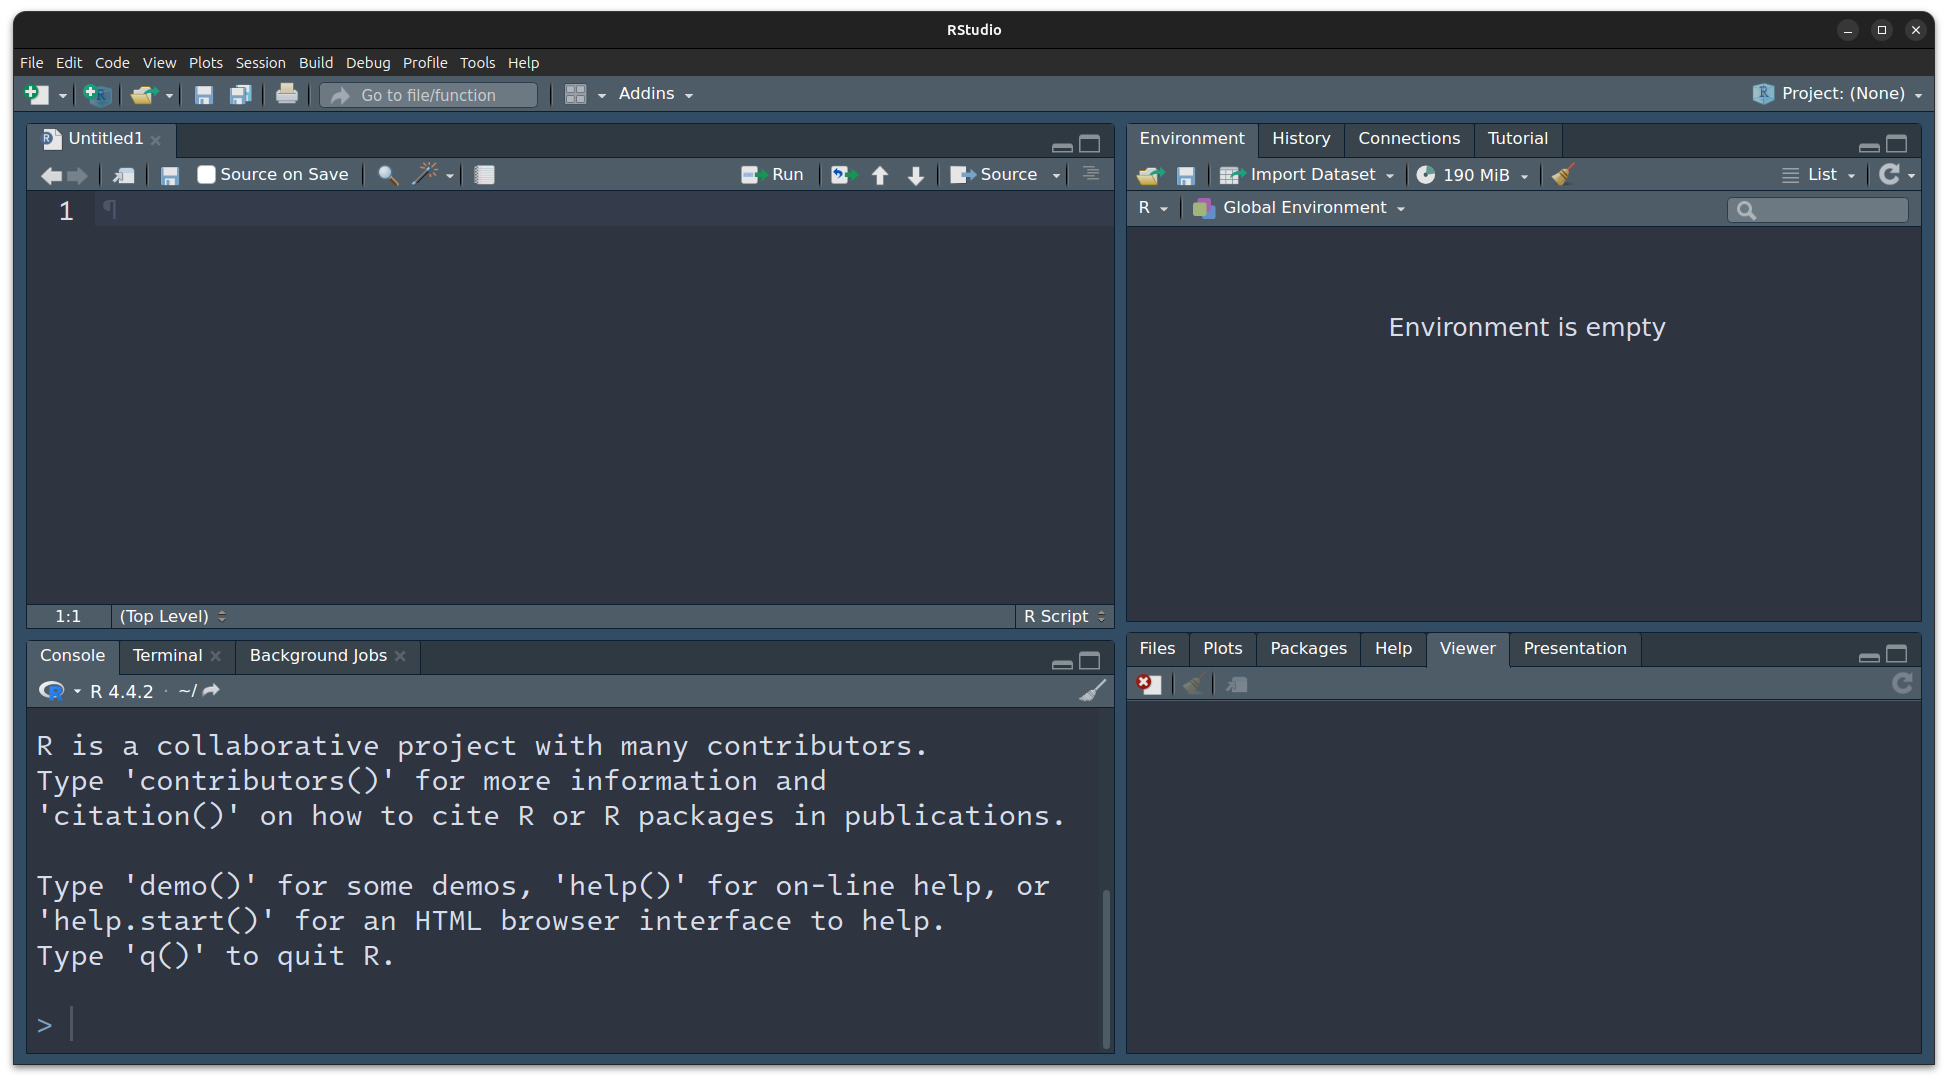 RStudio
File Edit Code View Plots Session Build Debug Profile Tools Help
Go to file/function Addins Project: (None)
Untitled1
Source on Save Run Source
1 ¶
1:1 (Top Level) R Script
Console Terminal Background Jobs
R 4.4.2 · ~/
R is a collaborative project with many contributors.
Type 'contributors()' for more information and
'citation()' on how to cite R or R packages in publications.
Type 'demo()' for some demos, 'help()' for on-line help, or
'help.start()' for an HTML browser interface to help.
Type 'q()' to quit R.
>
Environment History Connections Tutorial
Import Dataset 190 MiB List
R Global Environment
Environment is empty
Files Plots Packages Help Viewer Presentation